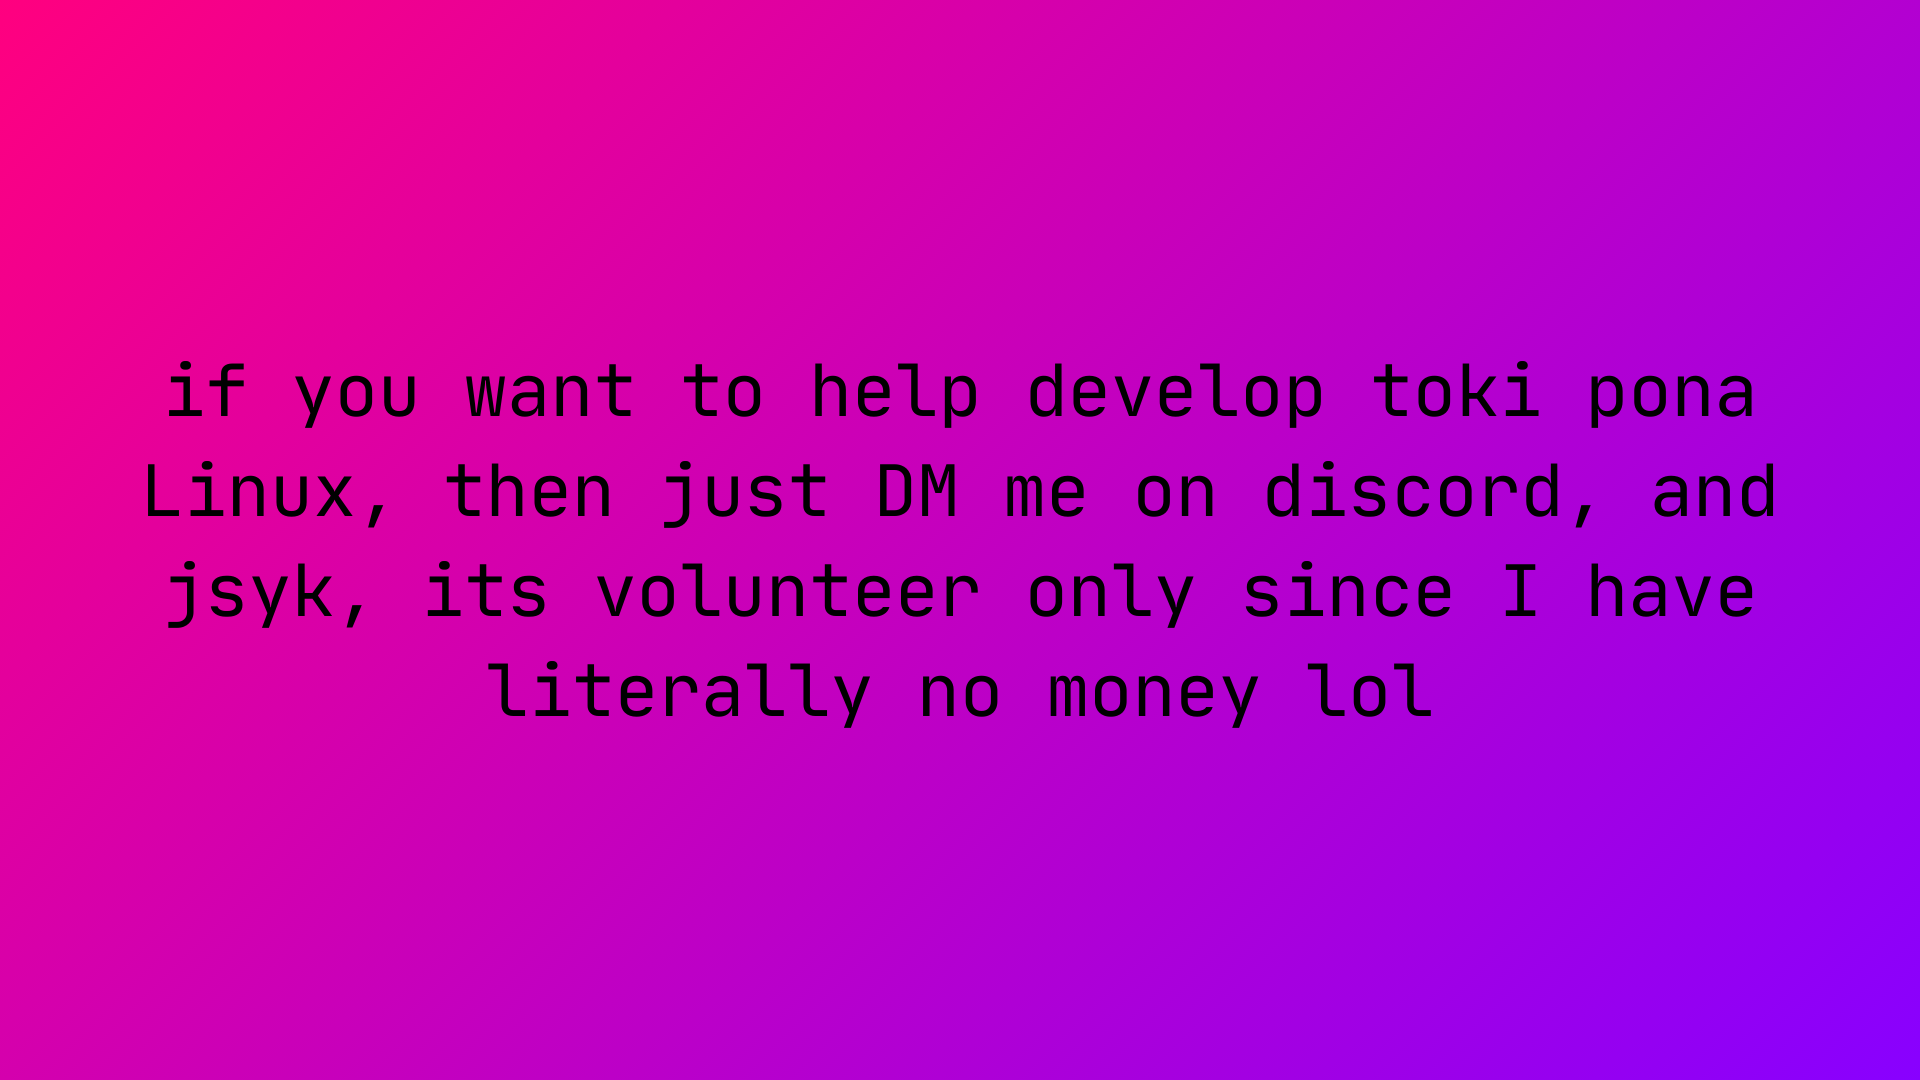 if you want to help develop toki pona
Linux, then just DM me on discord, and
jsyk, its volunteer only since I have
literally no money lol